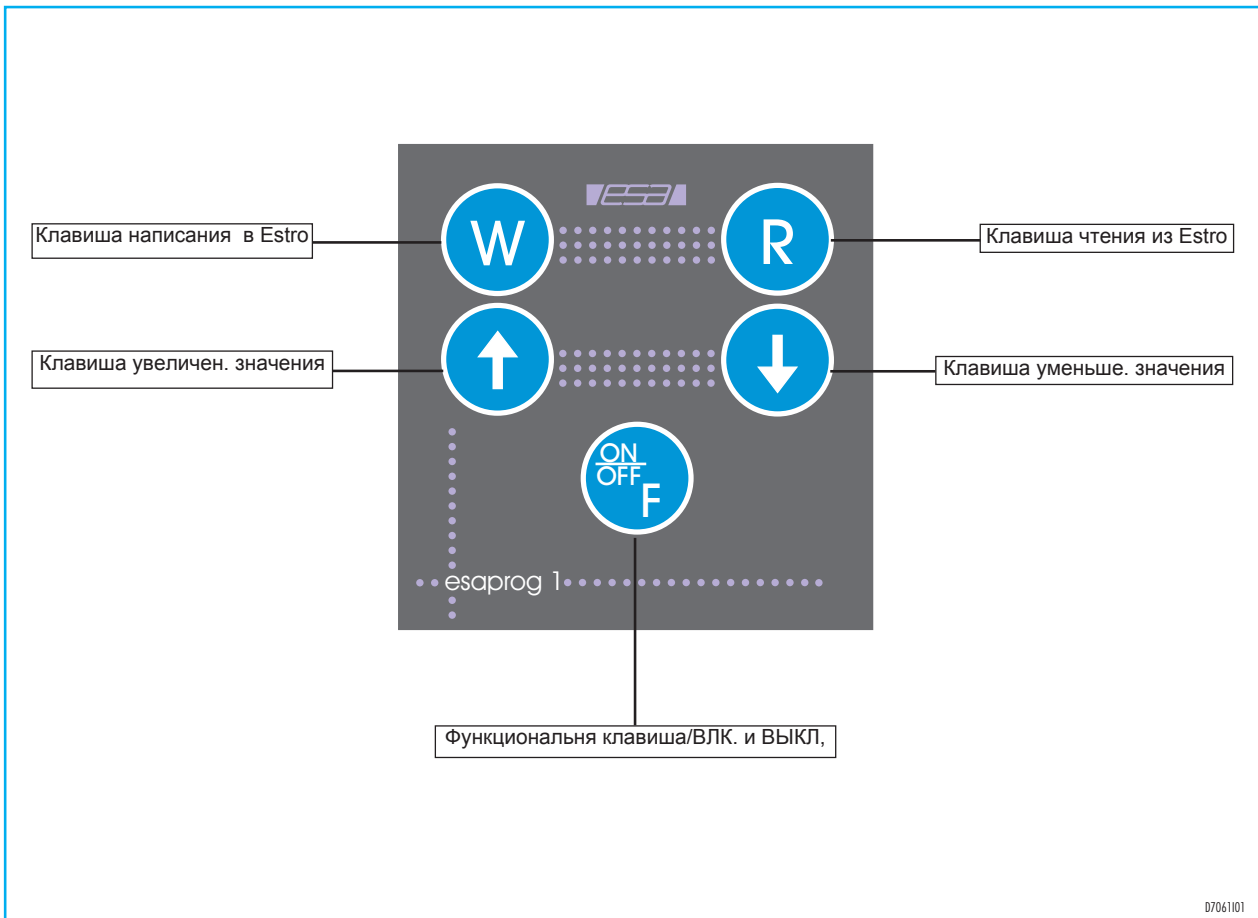 esa
Клавиша написания в Estro
W
R
Клавиша чтения из Estro
Клавиша увеличен. значения
Клавиша уменьше. значения
ON
OFF
F
esaprog 1
Функциональня клавиша/ВЛК. и ВЫКЛ,
D7061I01